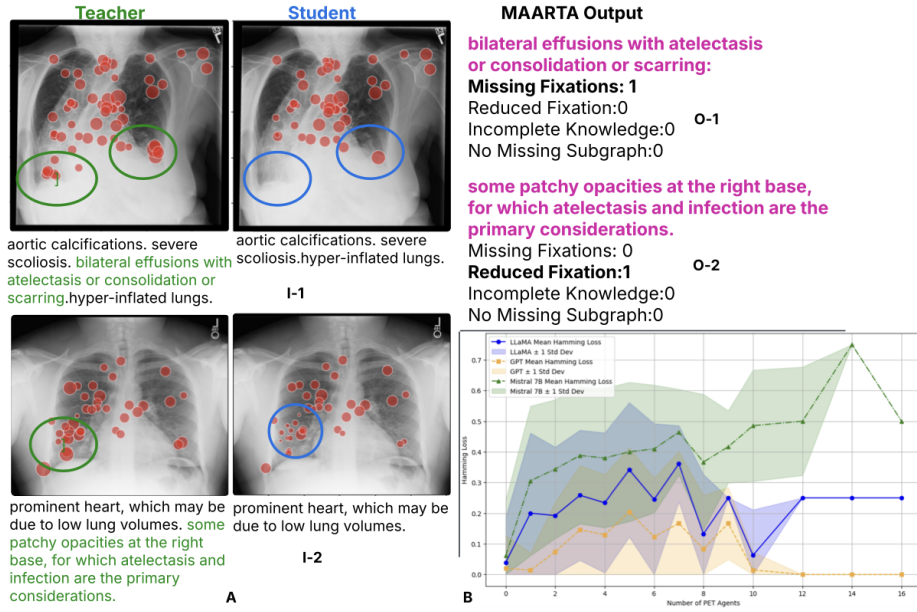 Teacher
Student
MAARTA Output
aortic calcifications. severe
scoliosis. bilateral effusions with
atelectasis or consolidation or
scarring.hyper-inflated lungs.
aortic calcifications. severe
scoliosis.hyper-inflated lungs.
I-1
prominent heart, which may be
due to low lung volumes. some
patchy opacities at the right
base, for which atelectasis and
infection are the primary
considerations.
prominent heart, which may be
due to low lung volumes.
I-2
A
bilateral effusions with atelectasis
or consolidation or scarring:
Missing Fixations: 1
Reduced Fixation:0
Incomplete Knowledge:0
No Missing Subgraph:0
O-1
some patchy opacities at the right base,
for which atelectasis and infection are the
primary considerations.
Missing Fixations: 0
Reduced Fixation:1
Incomplete Knowledge:0
No Missing Subgraph:0
O-2
LLaMA Mean Hamming Loss
LLaMA ± 1 Std Dev
GPT Mean Hamming Loss
GPT ± 1 Std Dev
Mistral 7B Mean Hamming Loss
Mistral 7B ± 1 Std Dev
Hamming Loss
0.7
0.6
0.5
0.4
0.3
0.2
0.1
0.0
0 2 4 6 8 10 12 14 16
Number of PET Agents
B